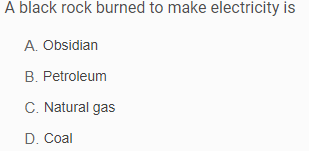 A black rock burned to make electricity is
A. Obsidian
B. Petroleum
C. Natural gas
D. Coal